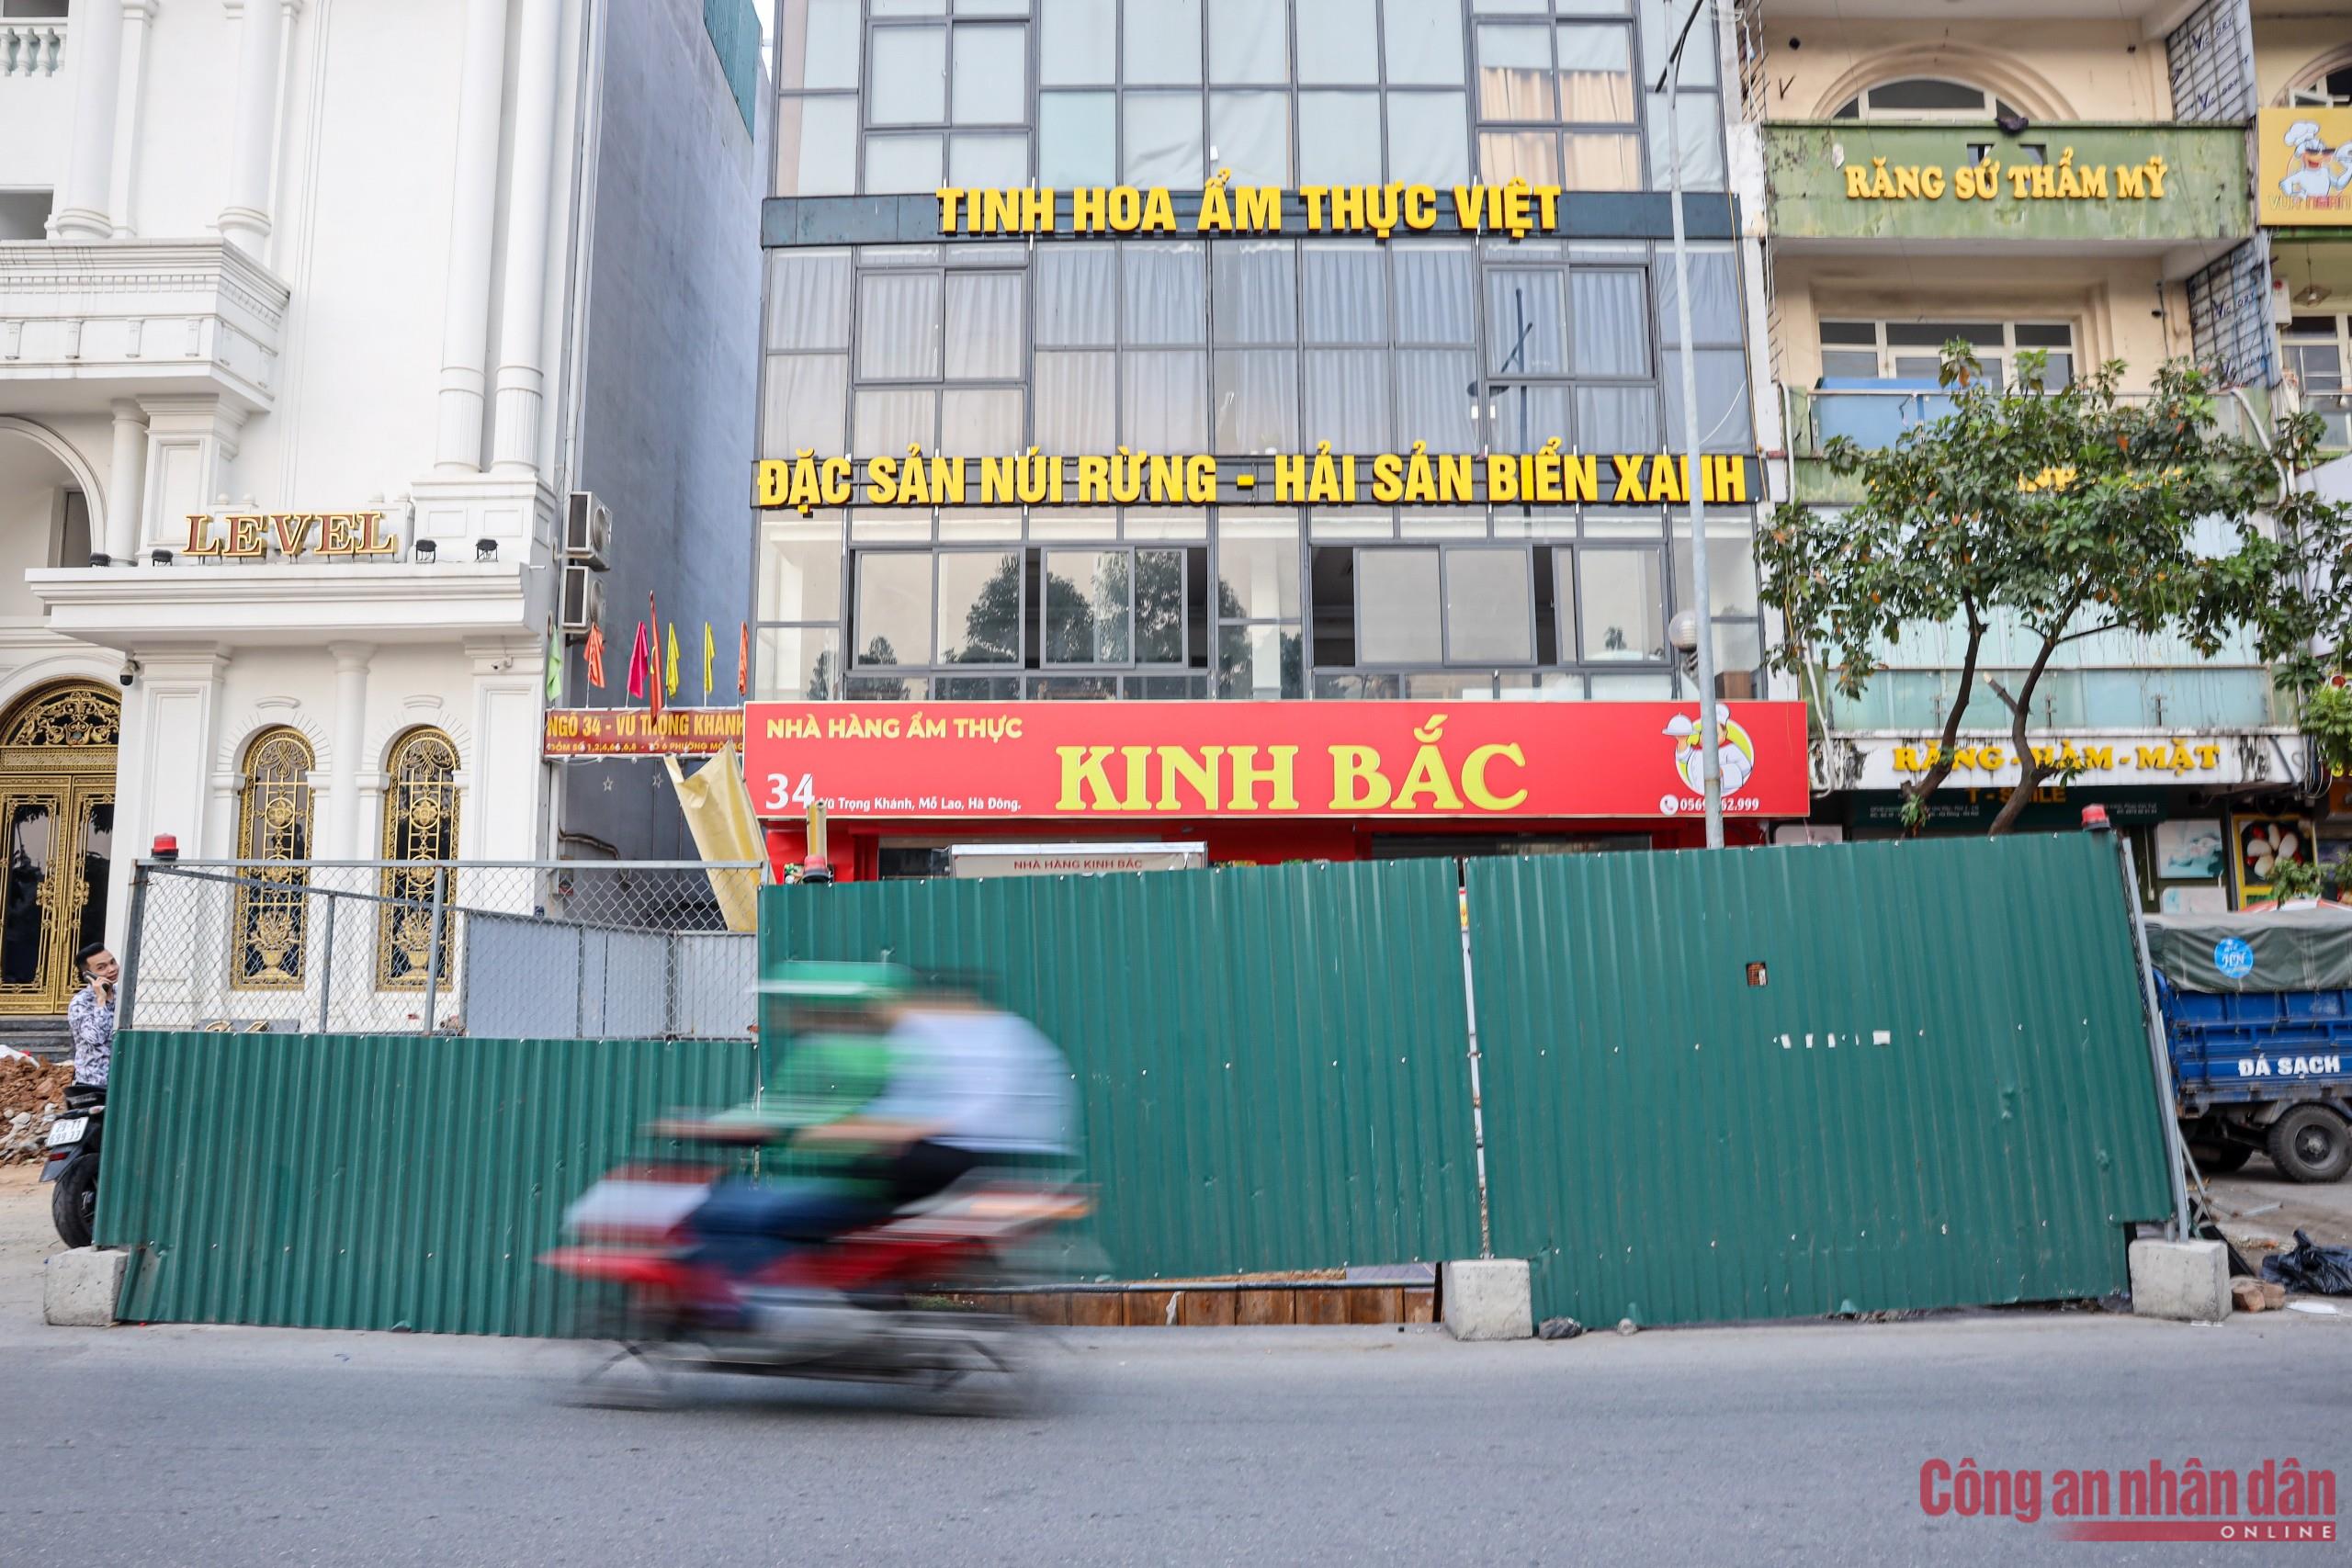 RĂNG SỨ THẨM MỸ
TINH HOA ẨM THỰC VIỆT
ĐẶC SẢN NÚI RỪNG - HẢI SẢN BIỂN XANH
LEVEL
NGÕ 34 - VŨ TRỌNG KHÁNH
NHÀ HÀNG ẨM THỰC
KINH BẮC
34 Vũ Trọng Khánh, Mỗ Lao, Hà Đông.
RĂNG - HÀM - MẶT
T - SMILE
NHÀ HÀNG KINH BẮC
HN
ĐÁ SẠCH
Công an nhân dân
ONLINE